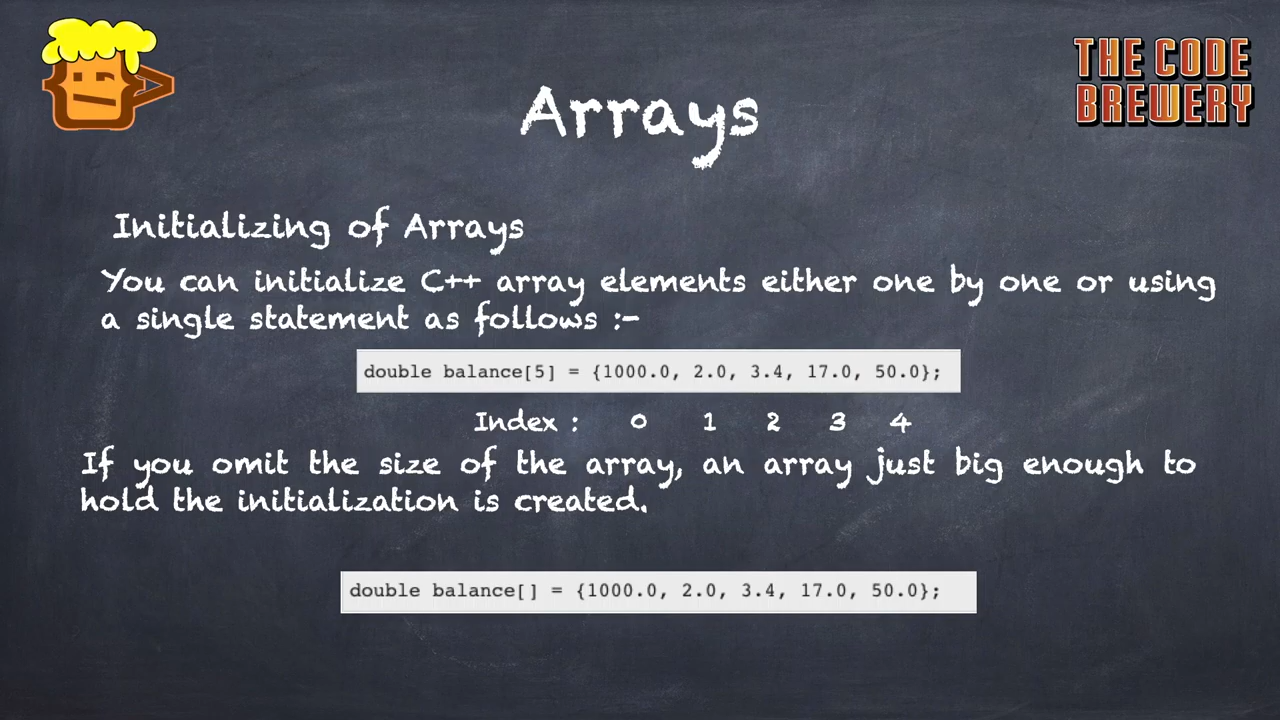 THE CODE
BREWERY
Arrays
Initializing of Arrays
You can initialize C++ array elements either one by one or using
a single statement as follows :-
double balance[5] = {1000.0, 2.0, 3.4, 17.0, 50.0};
Index : 0 1 2 3 4
If you omit the size of the array, an array just big enough to
hold the initialization is created.
double balance[] = {1000.0, 2.0, 3.4, 17.0, 50.0};